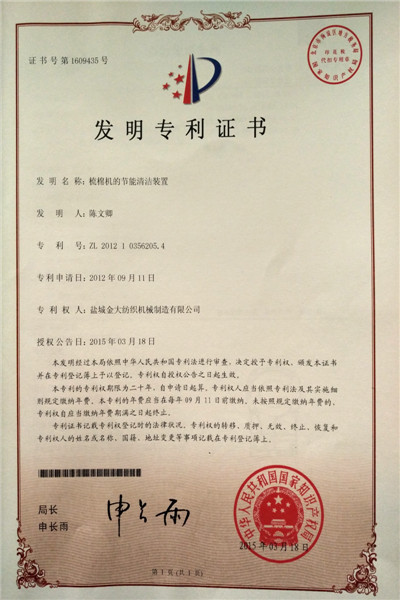 证书号第1609435号
发明专利证书
发 明 名 称：梳棉机的节能清洁装置
发 明 人：陈文卿
专 利 号：ZL 2012 1 0356205.4
专利申请日：2012年09月11日
专 利 权 人：盐城金大纺织机械制造有限公司
授权公告日：2015年03月18日
本发明经过本局依照中华人民共和国专利法进行审查，决定授予专利权，颁发本证书
并在专利登记簿上予以登记。专利权自授权公告之日起生效。
本专利的专利权期限为二十年，自申请日起算。专利权人应当依照专利法及其实施细
则规定缴纳年费。本专利的年费应当在每年09月11日前缴纳。未按照规定缴纳年费的，
专利权自应当缴纳年费期满之日起终止。
专利证书记载专利权登记时的法律状况。专利权的转移、质押、无效、终止、恢复和
专利权人的姓名或名称、国籍、地址变更等事项记载在专利登记簿上。
局长
申长雨
申长雨
中华人民共和国国家知识产权局
2015年03月18日
第1页(共1页)